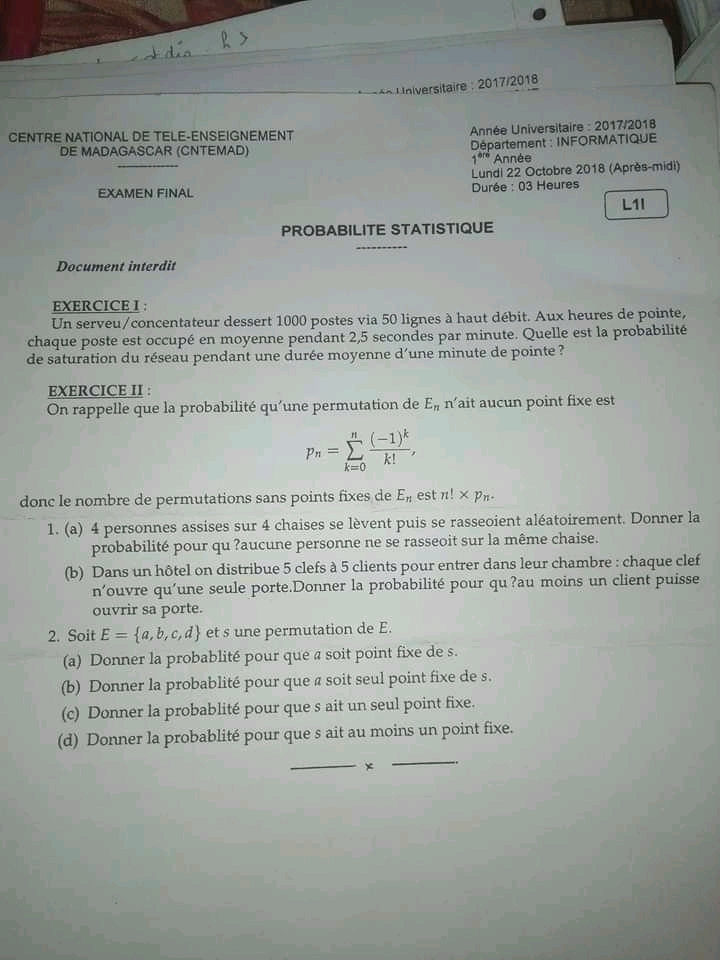 Universitaire : 2017/2018
CENTRE NATIONAL DE TELE-ENSEIGNEMENT
DE MADAGASCAR (CNTEMAD)
--------------
EXAMEN FINAL
Année Universitaire : 2017/2018
Département : INFORMATIQUE
1ère Année
Lundi 22 Octobre 2018 (Après-midi)
Durée : 03 Heures
L1I
PROBABILITE STATISTIQUE
----------
Document interdit
EXERCICE I :
Un serveu/concentateur dessert 1000 postes via 50 lignes à haut débit. Aux heures de pointe,
chaque poste est occupé en moyenne pendant 2,5 secondes par minute. Quelle est la probabilité
de saturation du réseau pendant une durée moyenne d'une minute de pointe ?
EXERCICE II :
On rappelle que la probabilité qu'une permutation de Eₙ n'ait aucun point fixe est
pₙ = ∑ₖ₌₀ⁿ (−1)ᵏ/k!,
donc le nombre de permutations sans points fixes de Eₙ est n! × pₙ.
1. (a) 4 personnes assises sur 4 chaises se lèvent puis se rasseoient aléatoirement. Donner la
probabilité pour qu ?aucune personne ne se rasseoit sur la même chaise.
(b) Dans un hôtel on distribue 5 clefs à 5 clients pour entrer dans leur chambre : chaque clef
n'ouvre qu'une seule porte.Donner la probabilité pour qu ?au moins un client puisse
ouvrir sa porte.
2. Soit E = {a, b, c, d} et s une permutation de E.
(a) Donner la probablité pour que a soit point fixe de s.
(b) Donner la probablité pour que a soit seul point fixe de s.
(c) Donner la probablité pour que s ait un seul point fixe.
(d) Donner la probablité pour que s ait au moins un point fixe.